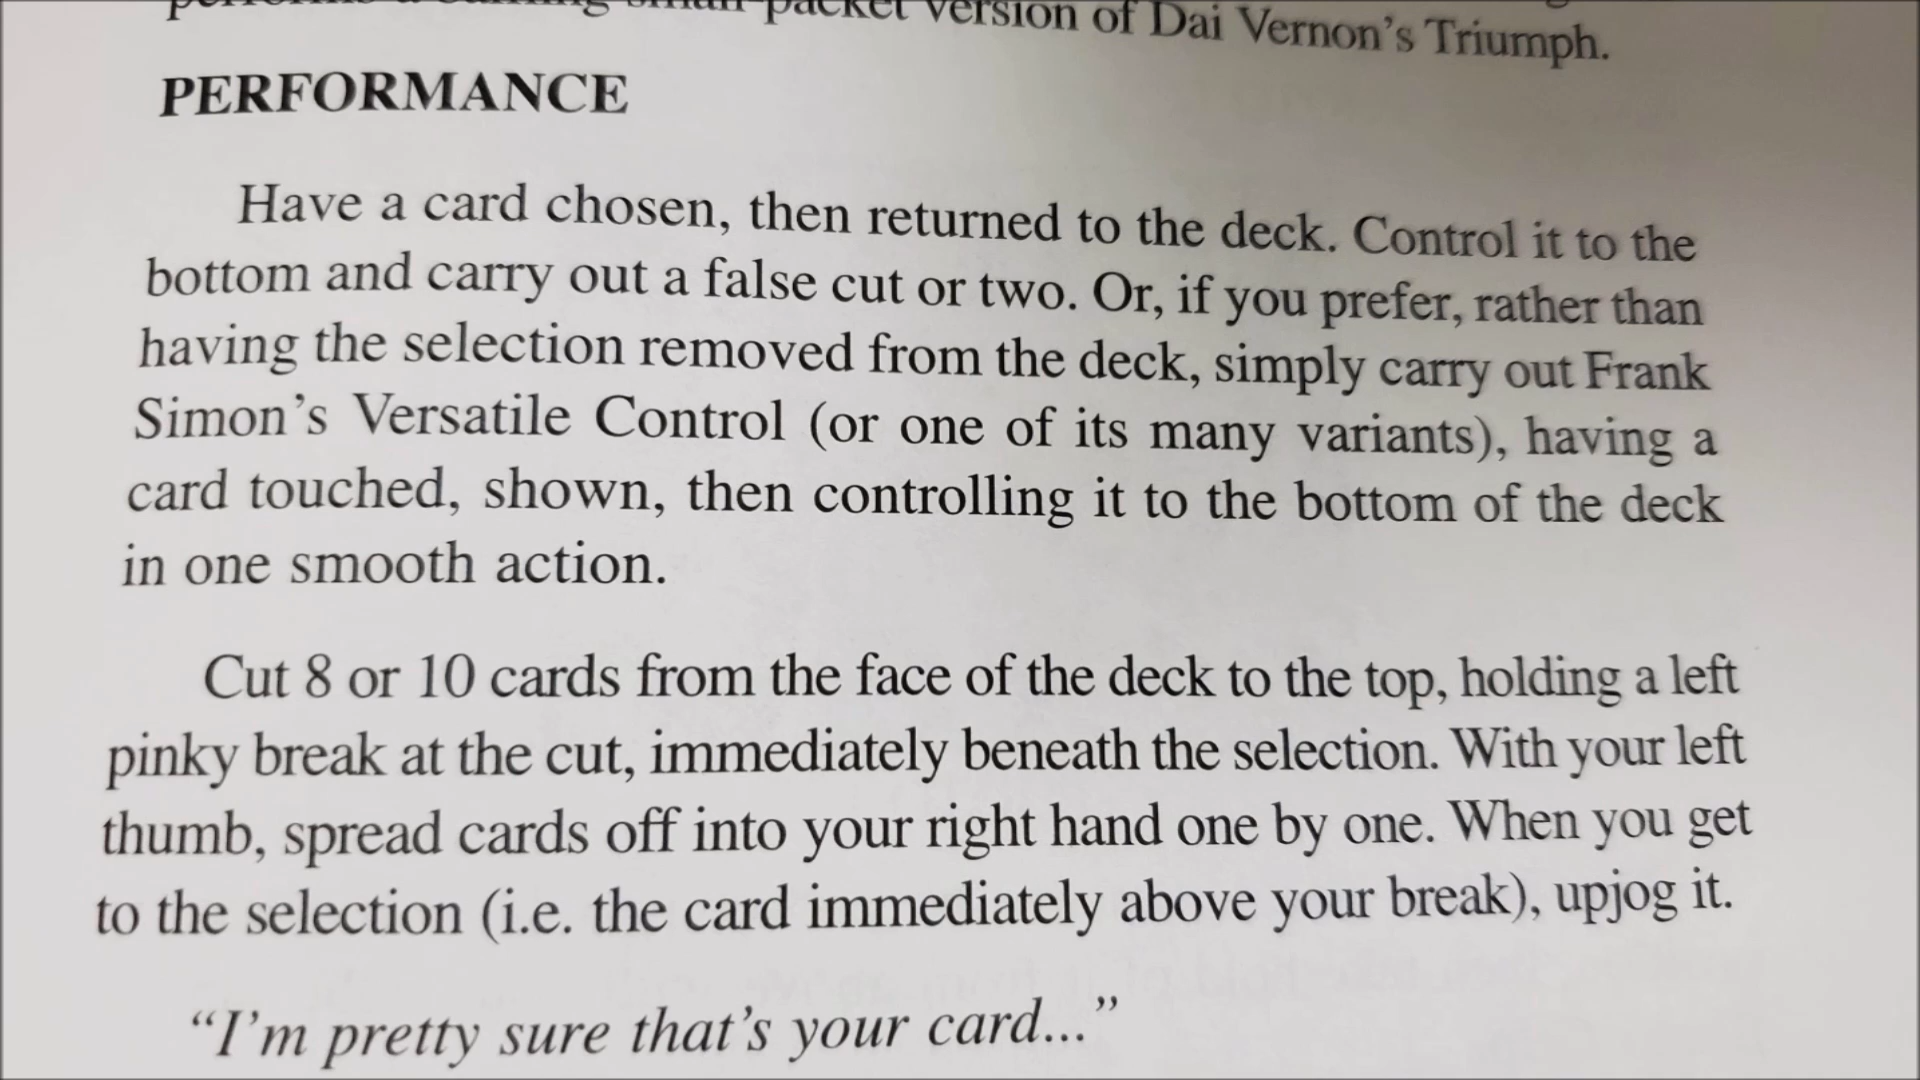 small-packet version of Dai Vernon's Triumph.
PERFORMANCE
Have a card chosen, then returned to the deck. Control it to the
bottom and carry out a false cut or two. Or, if you prefer, rather than
having the selection removed from the deck, simply carry out Frank
Simon's Versatile Control (or one of its many variants), having a
card touched, shown, then controlling it to the bottom of the deck
in one smooth action.
Cut 8 or 10 cards from the face of the deck to the top, holding a left
pinky break at the cut, immediately beneath the selection. With your left
thumb, spread cards off into your right hand one by one. When you get
to the selection (i.e. the card immediately above your break), upjog it.
“I'm pretty sure that's your card...”